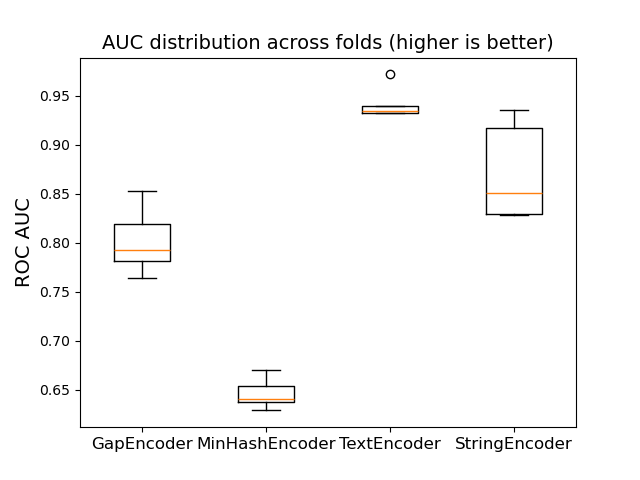 AUC distribution across folds (higher is better)
ROC AUC
0.95
0.90
0.85
0.80
0.75
0.70
0.65
GapEncoder MinHashEncoder TextEncoder StringEncoder